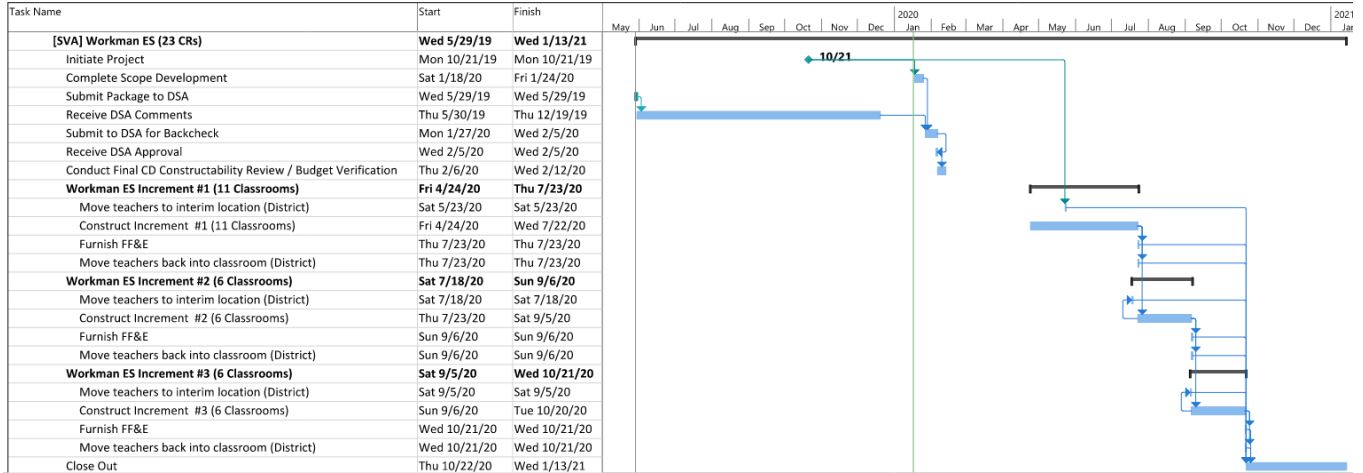 Task Name Start Finish 2020 2021
May Jun Jul Aug Sep Oct Nov Dec Jan Feb Mar Apr May Jun Jul Aug Sep Oct Nov Dec Jan
[SVA] Workman ES (23 CRs) Wed 5/29/19 Wed 1/13/21
Initiate Project Mon 10/21/19 Mon 10/21/19 10/21
Complete Scope Development Sat 1/18/20 Fri 1/24/20
Submit Package to DSA Wed 5/29/19 Wed 5/29/19
Receive DSA Comments Thu 5/30/19 Thu 12/19/19
Submit to DSA for Backcheck Mon 1/27/20 Wed 2/5/20
Receive DSA Approval Wed 2/5/20 Wed 2/5/20
Conduct Final CD Constructability Review / Budget Verification Thu 2/6/20 Wed 2/12/20
Workman ES Increment #1 (11 Classrooms) Fri 4/24/20 Thu 7/23/20
Move teachers to interim location (District) Sat 5/23/20 Sat 5/23/20
Construct Increment #1 (11 Classrooms) Fri 4/24/20 Wed 7/22/20
Furnish FF&E Thu 7/23/20 Thu 7/23/20
Move teachers back into classroom (District) Thu 7/23/20 Thu 7/23/20
Workman ES Increment #2 (6 Classrooms) Sat 7/18/20 Sun 9/6/20
Move teachers to interim location (District) Sat 7/18/20 Sat 7/18/20
Construct Increment #2 (6 Classrooms) Thu 7/23/20 Sat 9/5/20
Furnish FF&E Sun 9/6/20 Sun 9/6/20
Move teachers back into classroom (District) Sun 9/6/20 Sun 9/6/20
Workman ES Increment #3 (6 Classrooms) Sat 9/5/20 Wed 10/21/20
Move teachers to interim location (District) Sat 9/5/20 Sat 9/5/20
Construct Increment #3 (6 Classrooms) Sun 9/6/20 Tue 10/20/20
Furnish FF&E Wed 10/21/20 Wed 10/21/20
Move teachers back into classroom (District) Wed 10/21/20 Wed 10/21/20
Close Out Thu 10/22/20 Wed 1/13/21